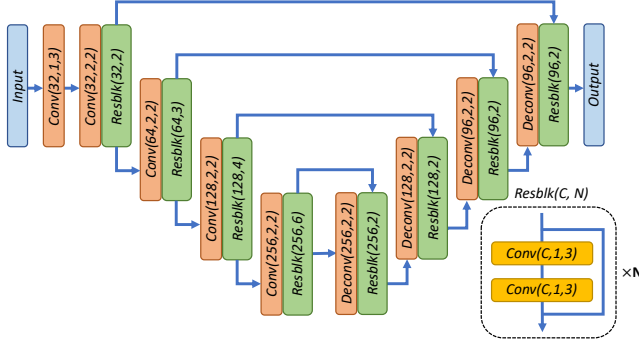 Input
Conv(32,1,3)
Conv(32,2,2)
Resblk(32,2)
Conv(64,2,2)
Resblk(64,3)
Conv(128,2,2)
Resblk(128,4)
Conv(256,2,2)
Resblk(256,6)
Deconv(256,2,2)
Resblk(256,2)
Deconv(128,2,2)
Resblk(128,2)
Deconv(96,2,2)
Resblk(96,2)
Deconv(96,2,2)
Resblk(96,2)
Output
Resblk(C, N)
Conv(C,1,3)
Conv(C,1,3)
×N